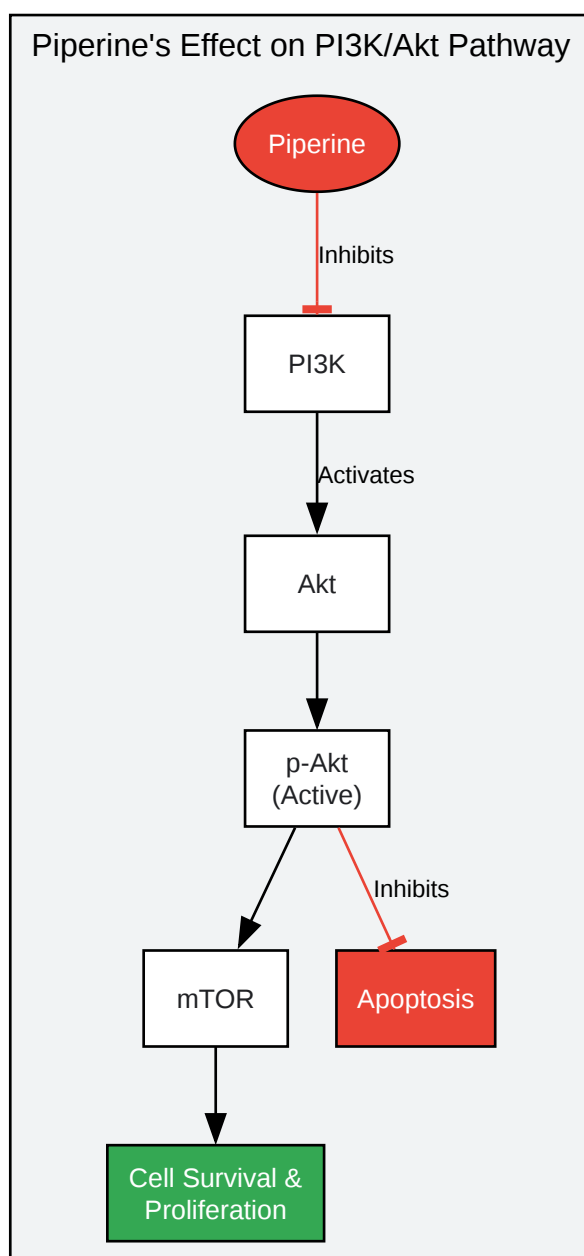 Piperine's Effect on PI3K/Akt Pathway
Piperine
Inhibits
PI3K
Activates
Akt
p-Akt
(Active)
Inhibits
mTOR
Apoptosis
Cell Survival &
Proliferation